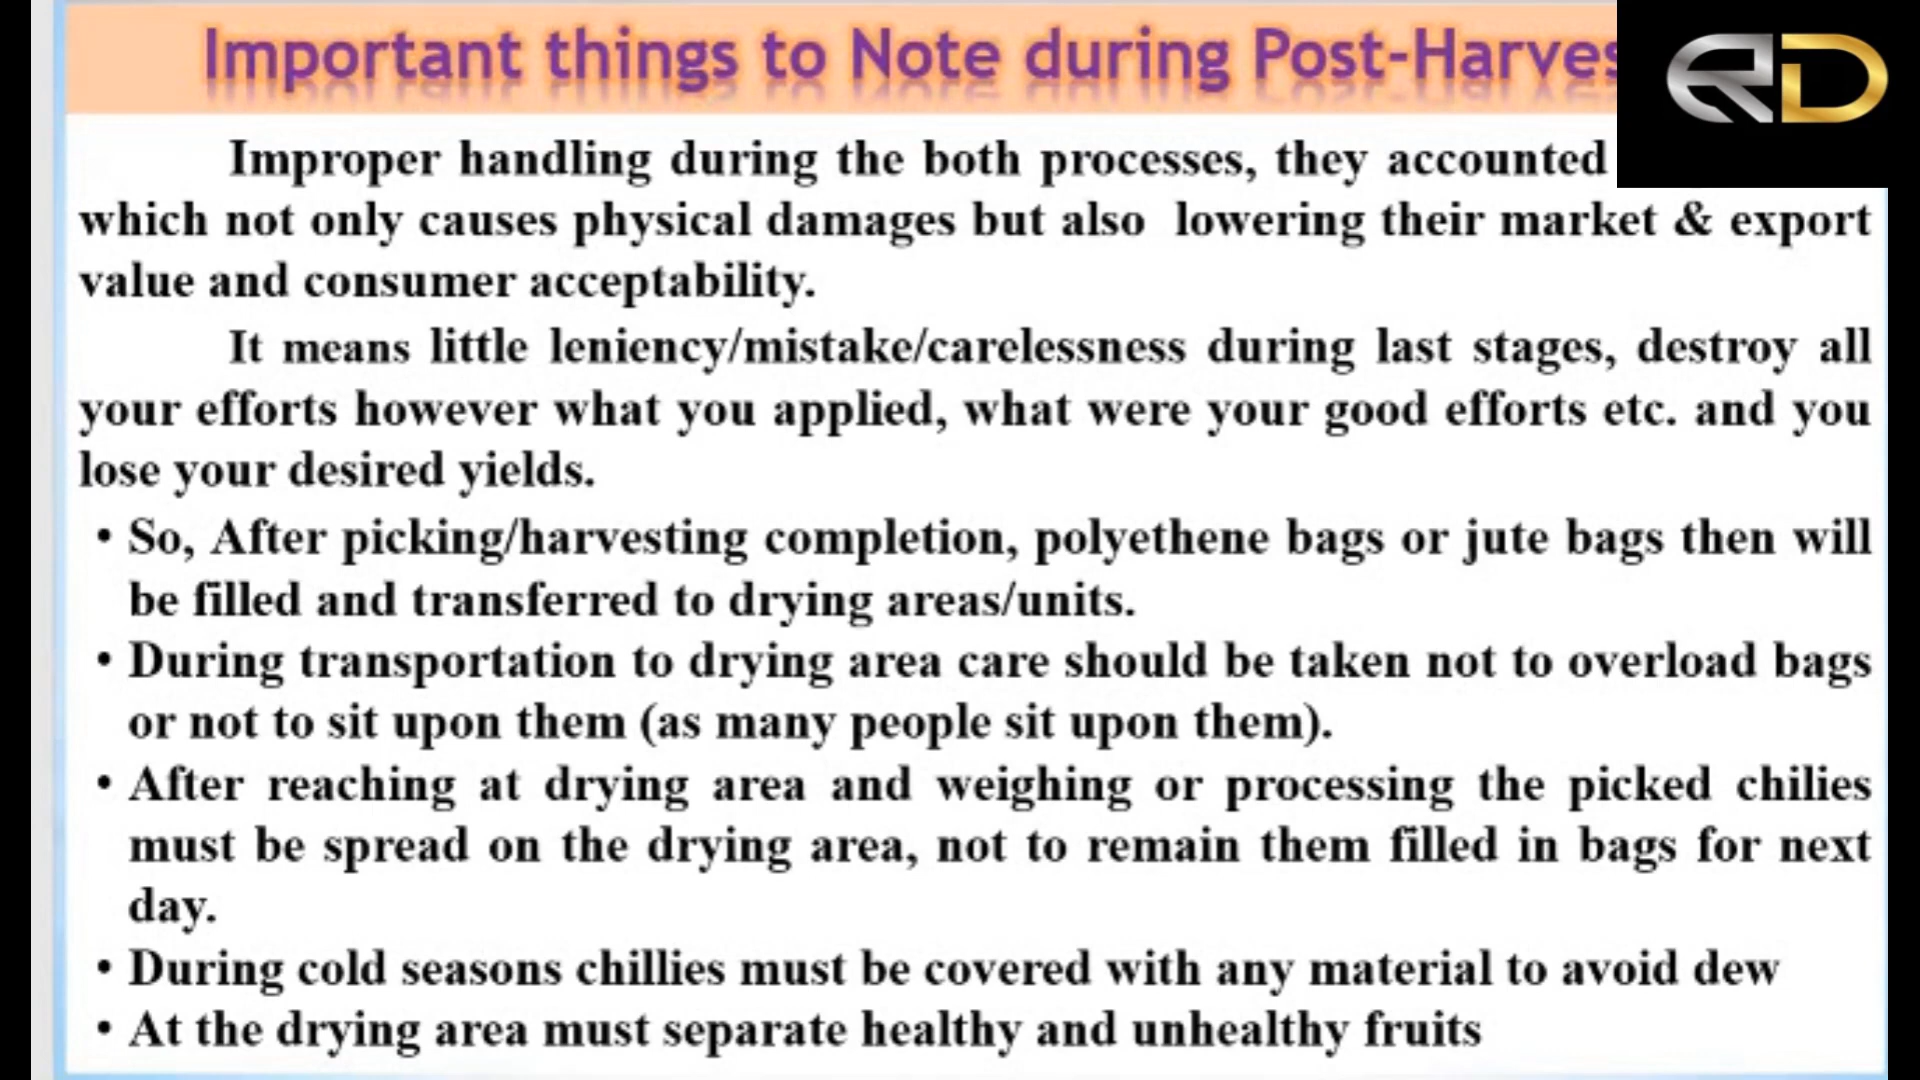 Important things to Note during Post-Harves
RD
Improper handling during the both processes, they accounted
which not only causes physical damages but also lowering their market & export
value and consumer acceptability.
It means little leniency/mistake/carelessness during last stages, destroy all
your efforts however what you applied, what were your good efforts etc. and you
lose your desired yields.
• So, After picking/harvesting completion, polyethene bags or jute bags then will
be filled and transferred to drying areas/units.
• During transportation to drying area care should be taken not to overload bags
or not to sit upon them (as many people sit upon them).
• After reaching at drying area and weighing or processing the picked chilies
must be spread on the drying area, not to remain them filled in bags for next
day.
• During cold seasons chillies must be covered with any material to avoid dew
• At the drying area must separate healthy and unhealthy fruits